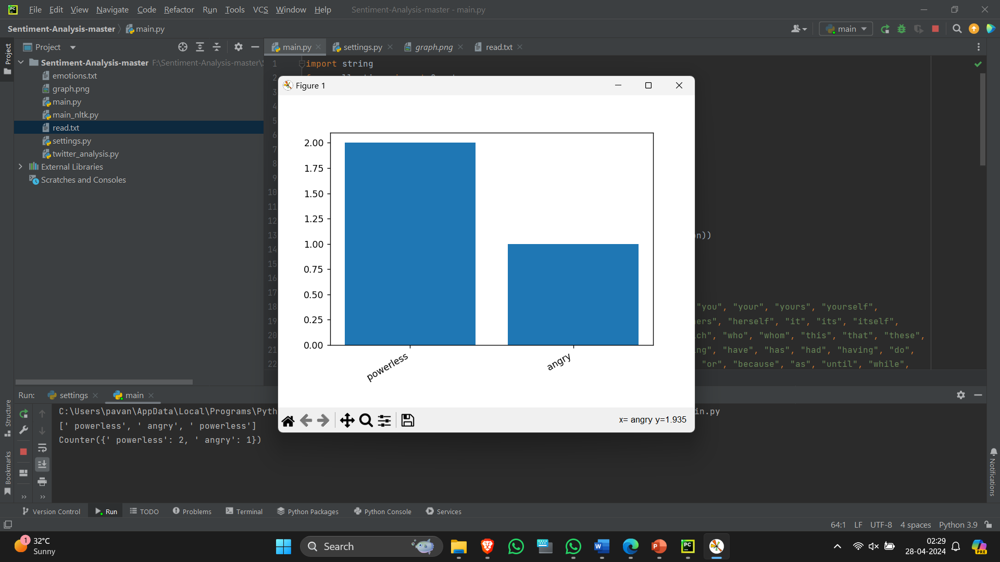 File Edit View Navigate Code Refactor Run Tools VCS Window Help Sentiment-Analysis-master - main.py
Sentiment-Analysis-master main.py
main
Project
Project
main.py settings.py graph.png read.txt
Sentiment-Analysis-master F:\Sentiment-Analysis-master\
emotions.txt
graph.png
main.py
main_nltk.py
read.txt
settings.py
twitter_analysis.py
External Libraries
Scratches and Consoles
1 import string
2
3
4
5
6
7
8
9
10
11
12
13 n))
14
15
16
17
18 "you", "your", "yours", "yourself",
19 ers", "herself", "it", "its", "itself",
20 ch", "who", "whom", "this", "that", "these",
21 ng", "have", "has", "had", "having", "do",
22 "or", "because", "as", "until", "while",
Figure 1
2.00
1.75
1.50
1.25
1.00
0.75
0.50
0.25
0.00
powerless
angry
x= angry y=1.935
Run: settings main
C:\Users\pavan\AppData\Local\Programs\Pyth in.py
[' powerless', ' angry', ' powerless']
Counter({' powerless': 2, ' angry': 1})
Structure
Bookmarks
Notifications
Version Control Run TODO Problems Terminal Python Packages Python Console Services
64:1 LF UTF-8 4 spaces Python 3.9
1
32°C
Sunny
Search
02:29
28-04-2024
PRE